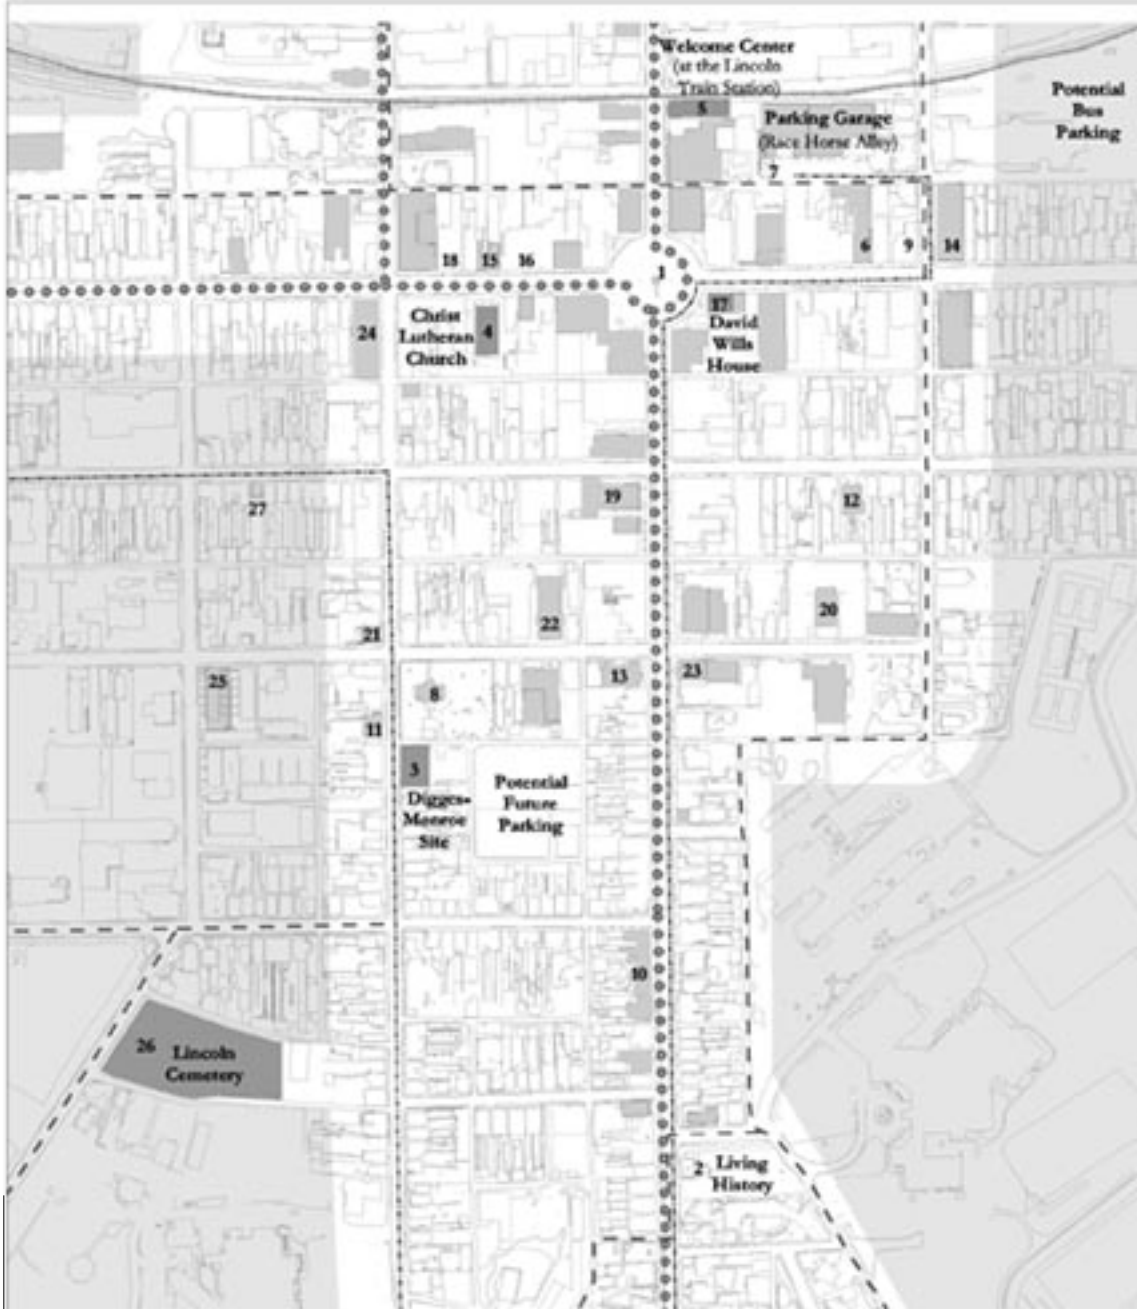 Welcome Center
(at the Lincoln
Train Station)
5
Potential
Bus
Parking
Parking Garage
(Race Horse Alley)
7
18
15
16
1
6
9
14
24
Christ
Lutheran
Church
4
17
David
Wills
House
27
19
12
22
20
21
25
8
13
23
11
3
Digges-
Monroe
Site
Potential
Future
Parking
10
26
Lincoln
Cemetery
2
Living
History